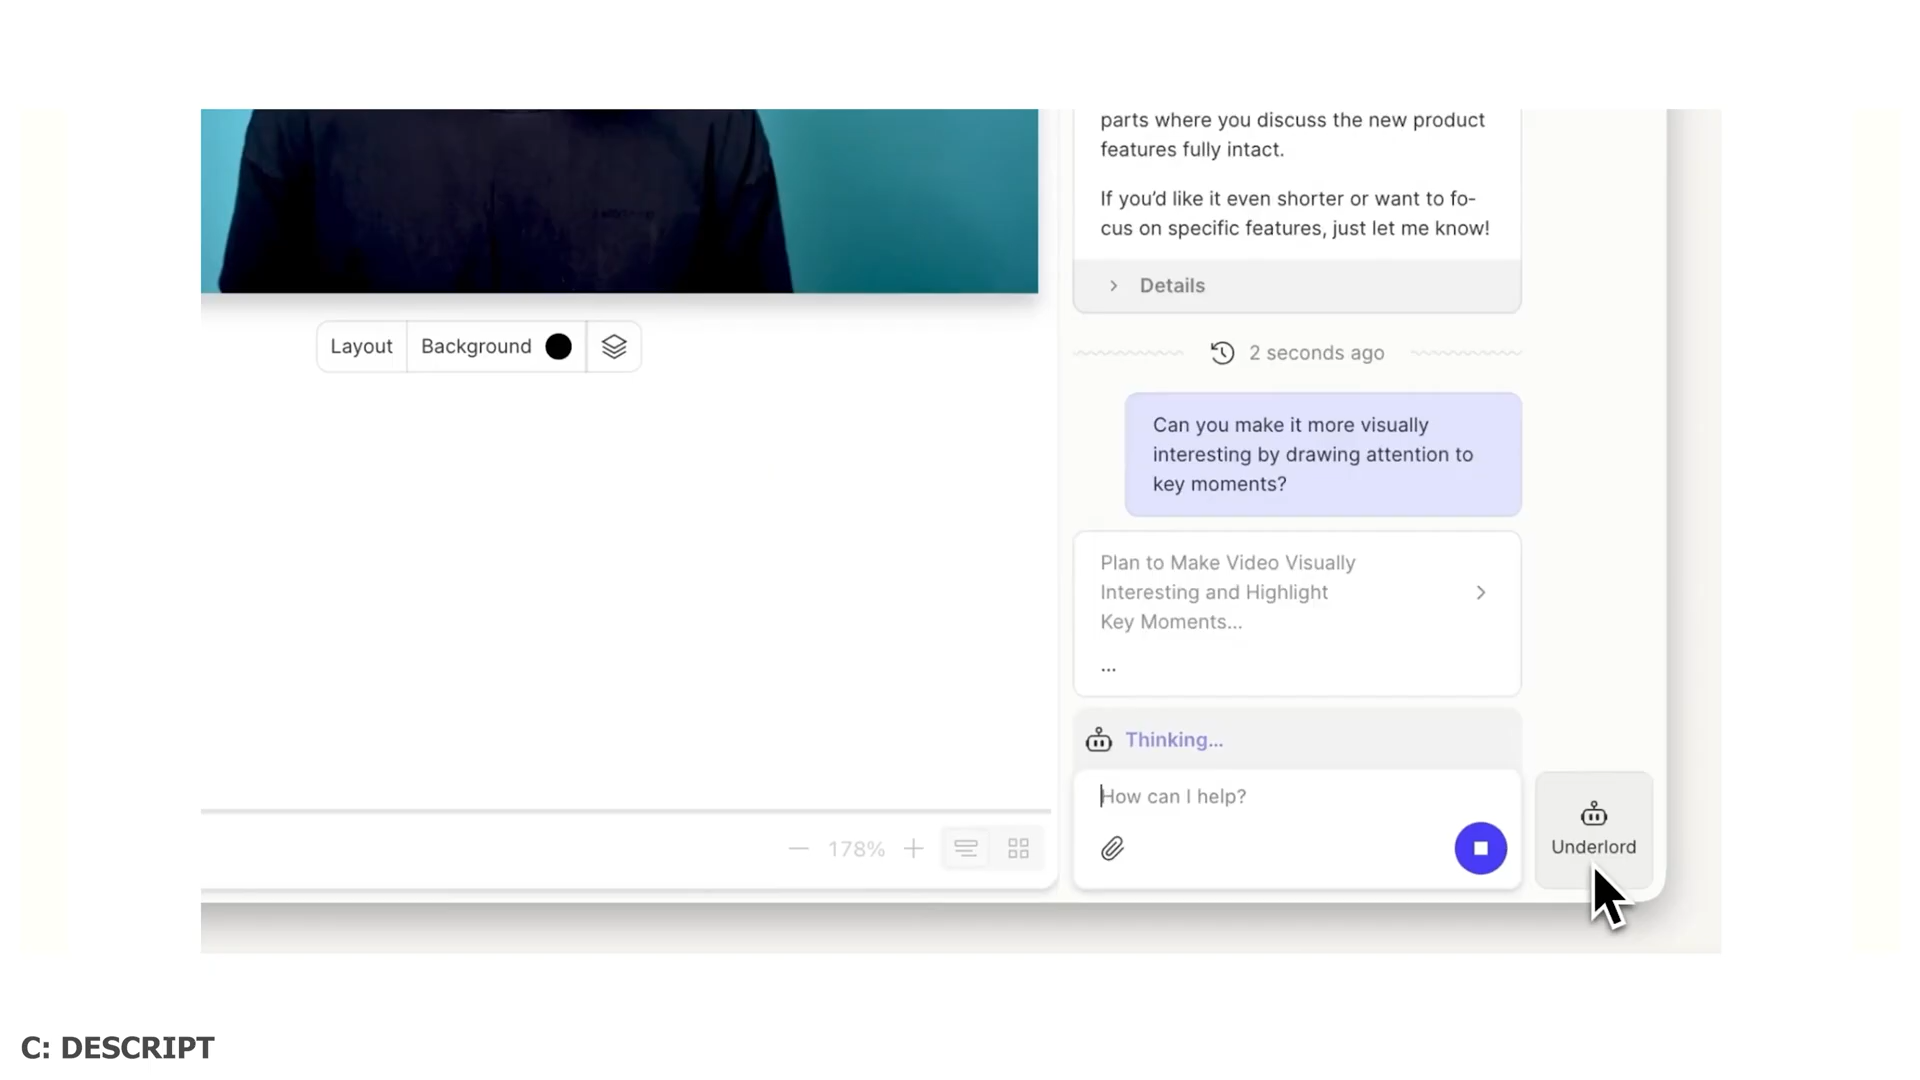 parts where you discuss the new product
features fully intact.
If you’d like it even shorter or want to fo-
cus on specific features, just let me know!
Details
Layout
Background
2 seconds ago
Can you make it more visually
interesting by drawing attention to
key moments?
Plan to Make Video Visually
Interesting and Highlight
Key Moments...
...
Thinking...
How can I help?
178%
Underlord
C: DESCRIPT